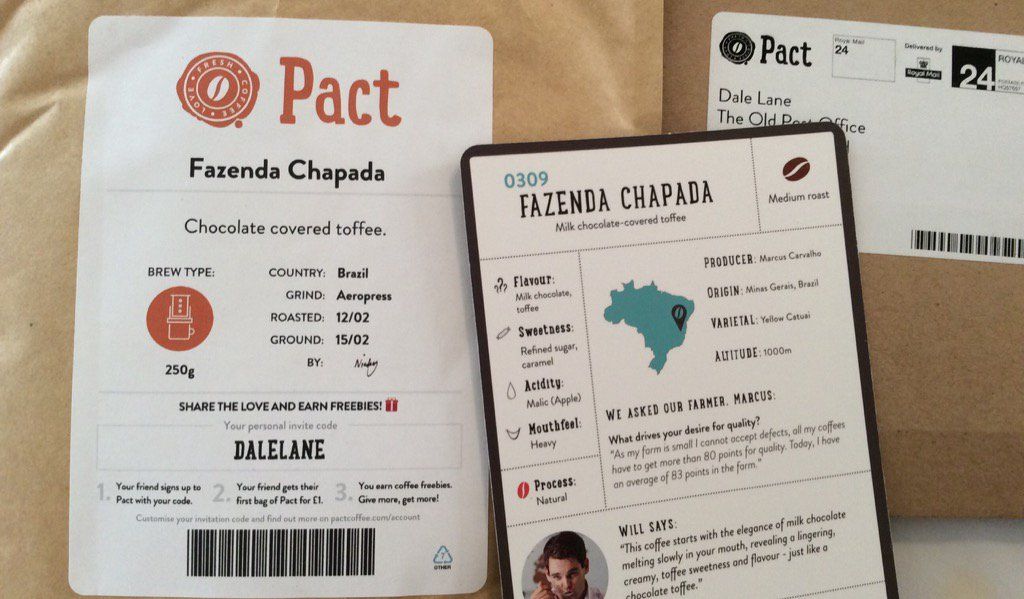 FRESH COFFEE LOVE
Pact
Fazenda Chapada
Chocolate covered toffee.
BREW TYPE:
250g
COUNTRY: Brazil
GRIND: Aeropress
ROASTED: 12/02
GROUND: 15/02
BY:
SHARE THE LOVE AND EARN FREEBIES!
Your personal invite code
DALELANE
1. Your friend signs up to
Pact with your code.
2. Your friend gets their
first bag of Pact for £1.
3. You earn coffee freebies.
Give more, get more!
Customise your invitation code and find out more on pactcoffee.com/account
7
OTHER
0309
FAZENDA CHAPADA
Milk chocolate-covered toffee
Medium roast
Flavour:
Milk chocolate,
toffee
Sweetness:
Refined sugar,
caramel
Acidity:
Malic (Apple)
Mouthfeel:
Heavy
Process:
Natural
PRODUCER: Marcus Carvalho
ORIGIN: Minas Gerais, Brazil
VARIETAL: Yellow Catuai
ALTITUDE: 1000m
WE ASKED OUR FARMER, MARCUS:
What drives your desire for quality?
"As my form is small I cannot accept defects, all my coffees
have to get more than 80 points for quality. Today, I have
an average of 83 points in the form."
WILL SAYS:
"This coffee starts with the elegance of milk chocolate
melting slowly in your mouth, revealing a lingering,
creamy, toffee sweetness and flavour - just like a
chocolate toffee."
Pact
Royal Mail
24
Delivered by
Royal Mail
24
ROYA
Dale Lane
The Old Post Office